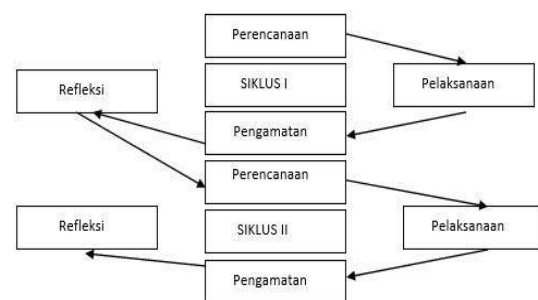 Perencanaan
Refleksi
SIKLUS I
Pelaksanaan
Pengamatan
Perencanaan
Refleksi
SIKLUS II
Pelaksanaan
Pengamatan